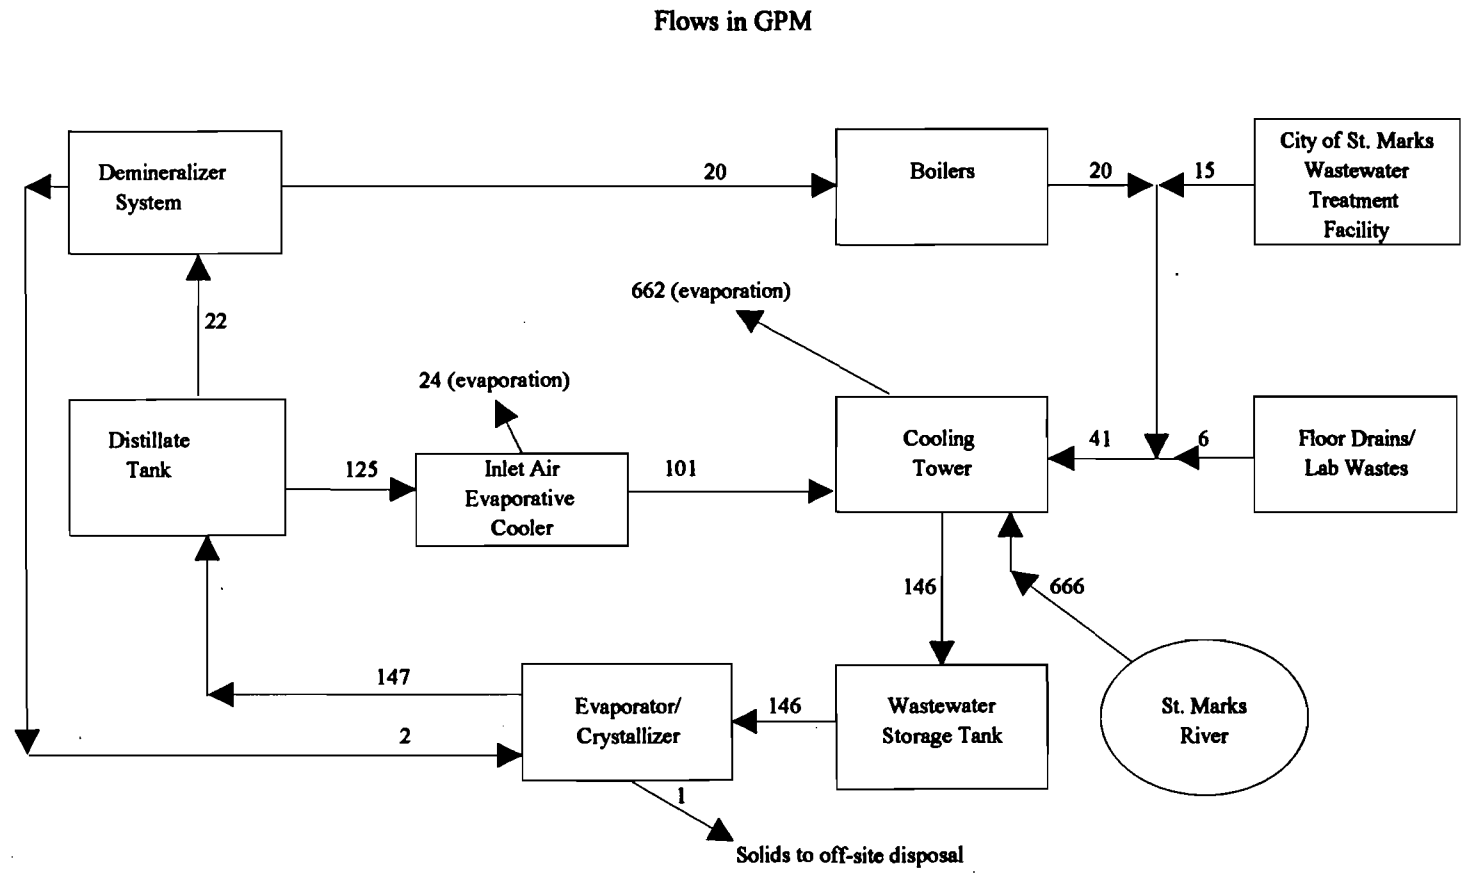 Flows in GPM
Demineralizer
System
20
Boilers
20
15
City of St. Marks
Wastewater
Treatment
Facility
662 (evaporation)
22
24 (evaporation)
Distillate
Tank
125
Inlet Air
Evaporative
Cooler
101
Cooling
Tower
41
6
Floor Drains/
Lab Wastes
146
666
147
Evaporator/
Crystallizer
146
Wastewater
Storage Tank
St. Marks
River
2
1
Solids to off-site disposal